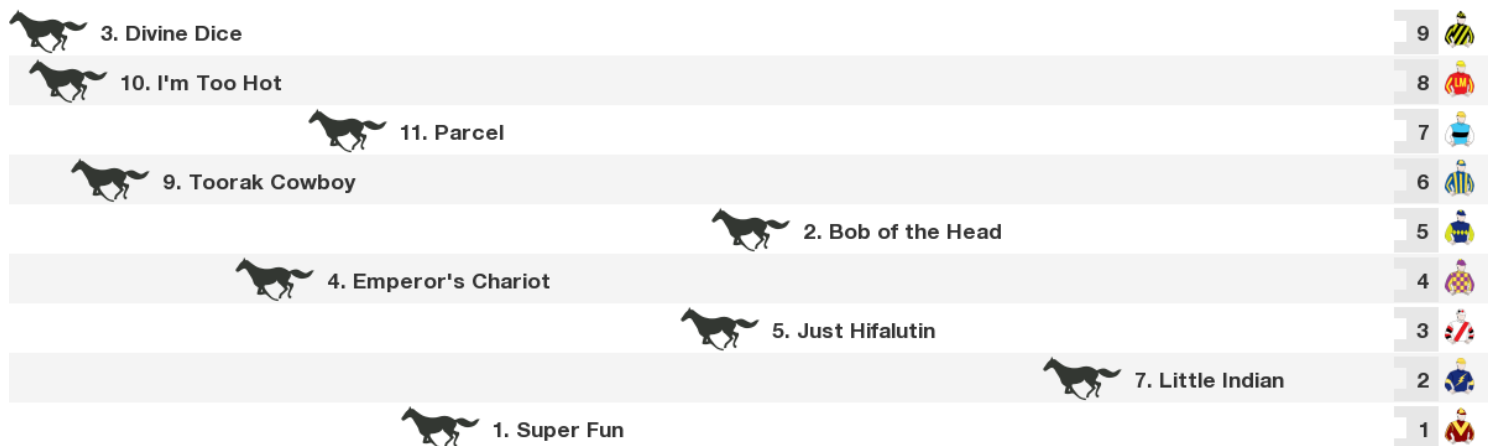 3. Divine Dice 9
10. I'm Too Hot 8 LM
11. Parcel 7
9. Toorak Cowboy 6
2. Bob of the Head 5
4. Emperor's Chariot 4
5. Just Hifalutin 3
7. Little Indian 2
1. Super Fun 1